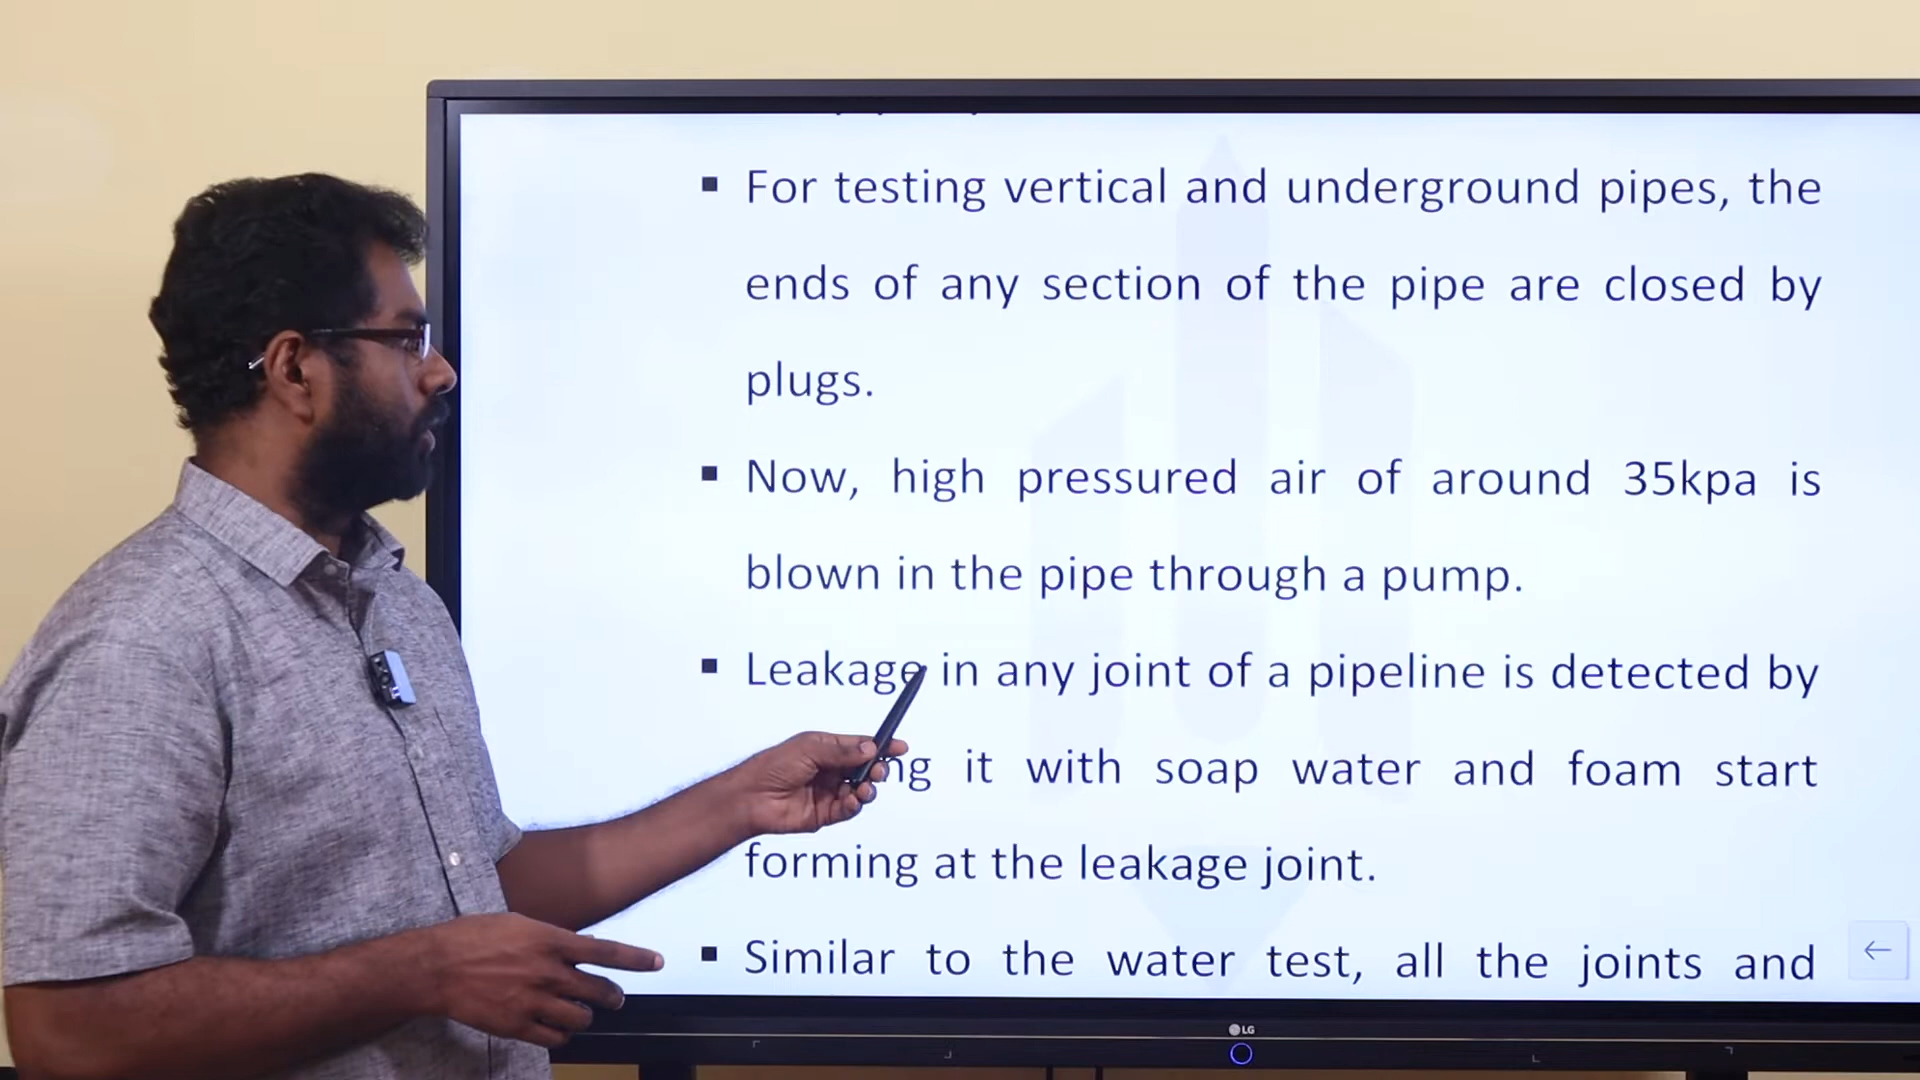 For testing vertical and underground pipes, the
ends of any section of the pipe are closed by
plugs.
Now, high pressured air of around 35kpa is
blown in the pipe through a pump.
Leakage in any joint of a pipeline is detected by
it with soap water and foam start
forming at the leakage joint.
Similar to the water test, all the joints and
LG